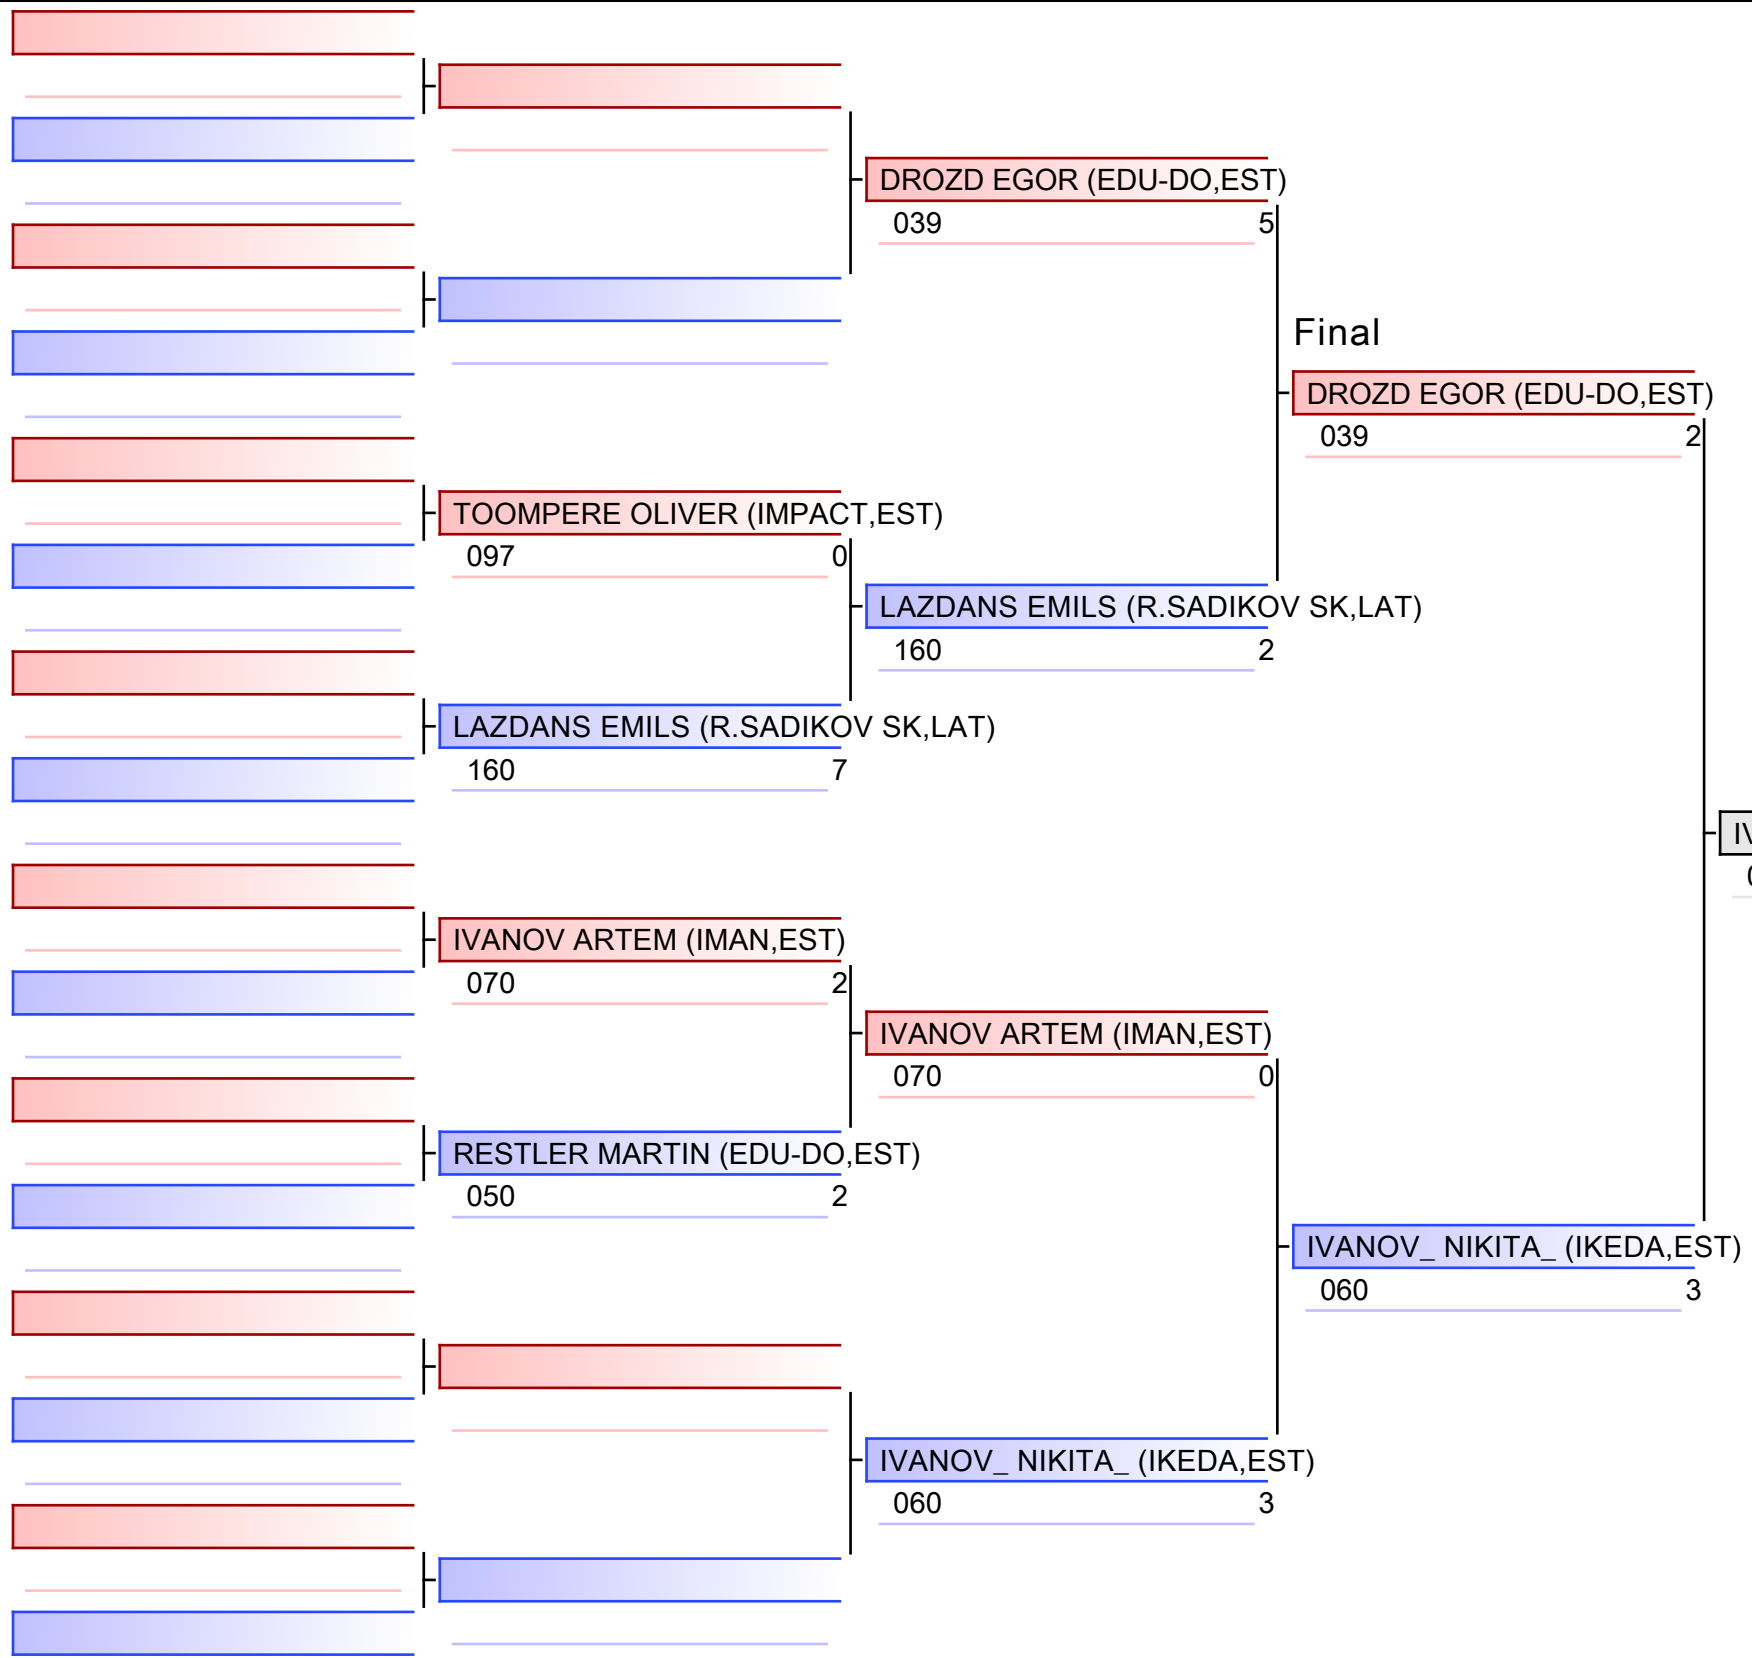 DROZD EGOR (EDU-DO,EST)
039 5
Final
DROZD EGOR (EDU-DO,EST)
039 2
TOOMPERE OLIVER (IMPACT,EST)
097 0
LAZDANS EMILS (R.SADIKOV SK,LAT)
160 2
LAZDANS EMILS (R.SADIKOV SK,LAT)
160 7
IVANOV ARTEM (IMAN,EST)
070 2
IVANOV ARTEM (IMAN,EST)
070 0
RESTLER MARTIN (EDU-DO,EST)
050 2
IVANOV_ NIKITA_ (IKEDA,EST)
060 3
IVANOV_ NIKITA_ (IKEDA,EST)
060 3